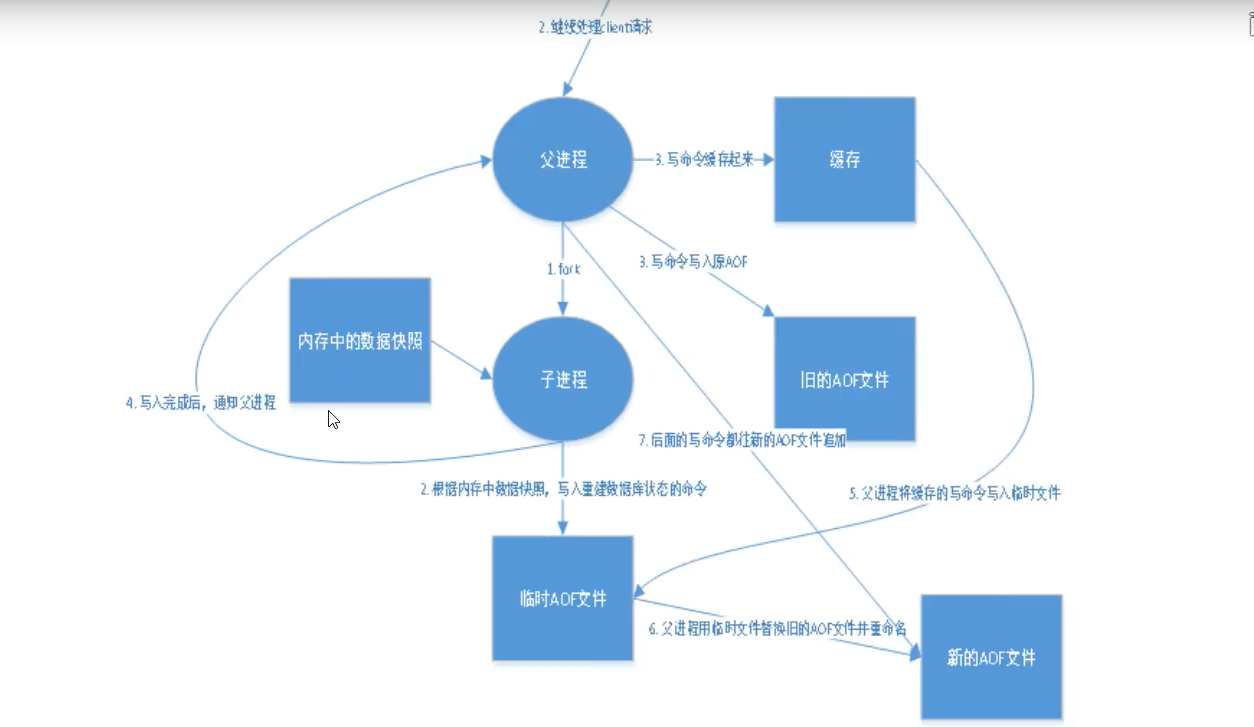 2. 继续处理client请求
父进程
3. 写命令缓存起来
缓存
3. 写命令写入原AOF
1. fork
内存中的数据快照
子进程
旧的AOF文件
4. 写入完成后，通知父进程
7. 后面的写命令都往新的AOF文件追加
2. 根据内存中数据快照，写入重建数据库状态的命令
5. 父进程将缓存的写命令写入临时文件
临时AOF文件
6. 父进程用临时文件替换旧的AOF文件并重命名
新的AOF文件